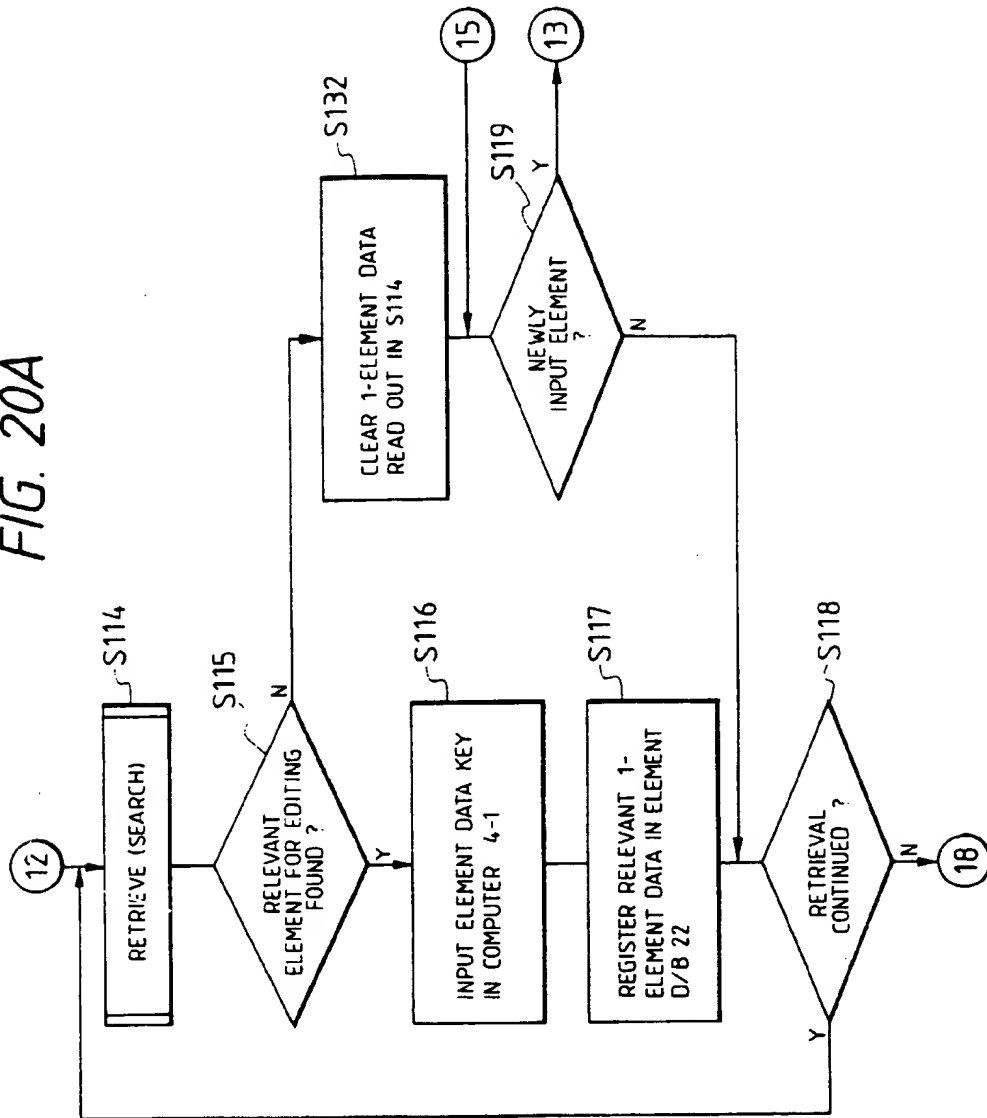 FIG. 20A
12
S114
RETRIEVE (SEARCH)
S115
RELEVANT
ELEMENT FOR EDITING
FOUND ?
N
Y
S116
INPUT ELEMENT DATA KEY
IN COMPUTER 4-1
S117
REGISTER RELEVANT 1-
ELEMENT DATA IN ELEMENT
D/B 22
S118
RETRIEVAL
CONTINUED ?
Y
N
18
S132
CLEAR 1-ELEMENT DATA
READ OUT IN S114
15
S119
NEWLY
INPUT ELEMENT
?
Y
13
N